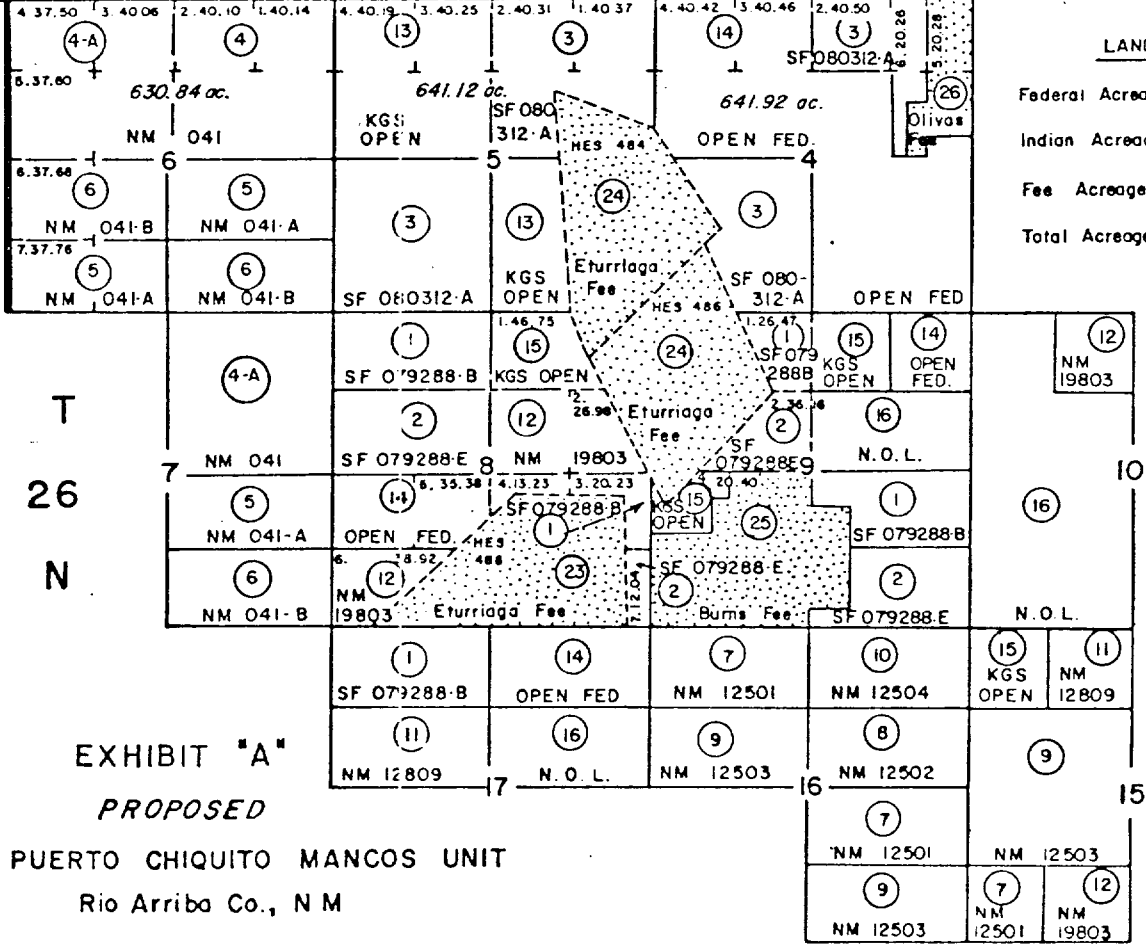 4. 37.50 3. 40.06 2. 40.10 1. 40.14 4. 40.19 3. 40.25 2. 40.31 1. 40.37 4. 40.42 3. 40.46 2. 40.50 6. 20.26 5. 20.28
4-A 4 13 3 14 3
SF 080312-A
5.37.60
630.84 ac. 641.12 ac. 641.92 ac.
26
LAND
Federal Acreage
KGS OPEN
SF 080
312-A
Olivas
Fee
NM 041
HES 484
OPEN FED.
Indian Acreage
6 5 4
6.37.68
6 5 3 13 24 3
Fee Acreage
NM 041-B NM 041-A
Total Acreage
7.37.76
5 6
KGS OPEN
Eturriaga
Fee
SF 080-
312-A
NM 041-A NM 041-B SF 080312-A
HES 486
OPEN FED
1. 46.75 1. 26.47
1 15 24 1 15 14 12
4-A
SF 079288-B KGS OPEN
SF 079
288B
KGS
OPEN
OPEN
FED.
NM
19803
2. 26.98
2
12
Eturriaga
Fee
2
16
T
NM 041 SF 079288-E NM 19803
SF
079288E
N.O.L.
7 8 9 10
26
5 14
5. 35.38 4.13.23 3. 20.23
20.40
15 1 16
SF 079288-B
KGS
OPEN
25
NM 041-A OPEN FED.
1
SF 079288-B
HES
N
6 12
23
SF 079288-E
2 2
NM
19803
7.12.04
NM 041-B Eturriaga Fee Burns Fee SF 079288-E N.O.L.
1 14 7 10 15 11
SF 079288-B OPEN FED NM 12501 NM 12504
KGS
OPEN
NM
12809
11 16 9 8 9
NM 12809 N.O.L. NM 12503 NM 12502
17 16 15
EXHIBIT "A"
7
PROPOSED
NM 12501 NM 12503
PUERTO CHIQUITO MANCOS UNIT
9 7 12
Rio Arriba Co., N M
NM 12503
NM
12501
NM
19803